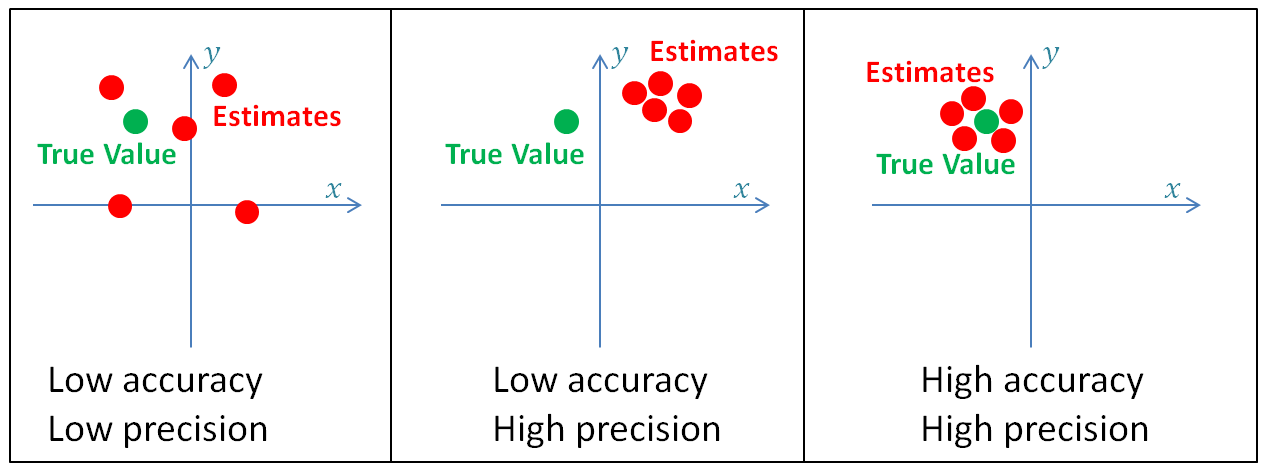 y
Estimates
True Value
x
Low accuracy
Low precision
y
Estimates
True Value
x
Low accuracy
High precision
y
Estimates
True Value
x
High accuracy
High precision